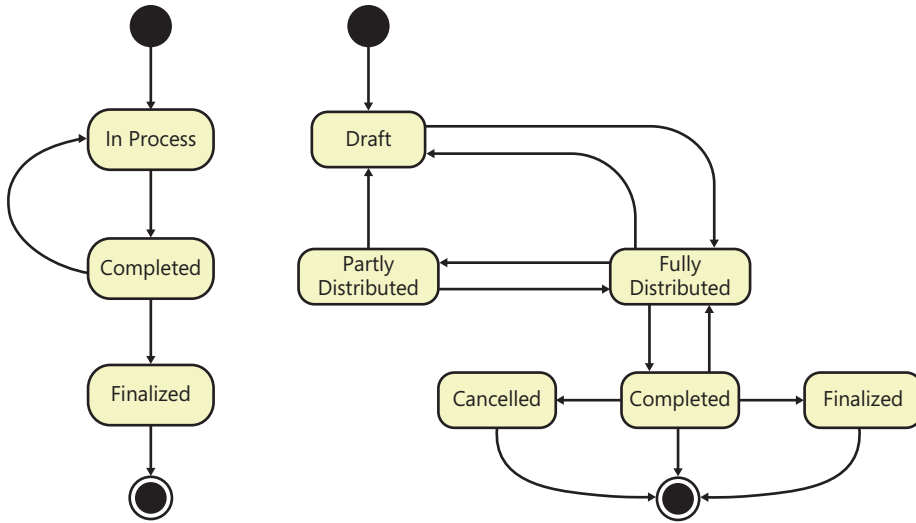 In Process
Completed
Finalized
Draft
Partly
Distributed
Fully
Distributed
Cancelled
Completed
Finalized